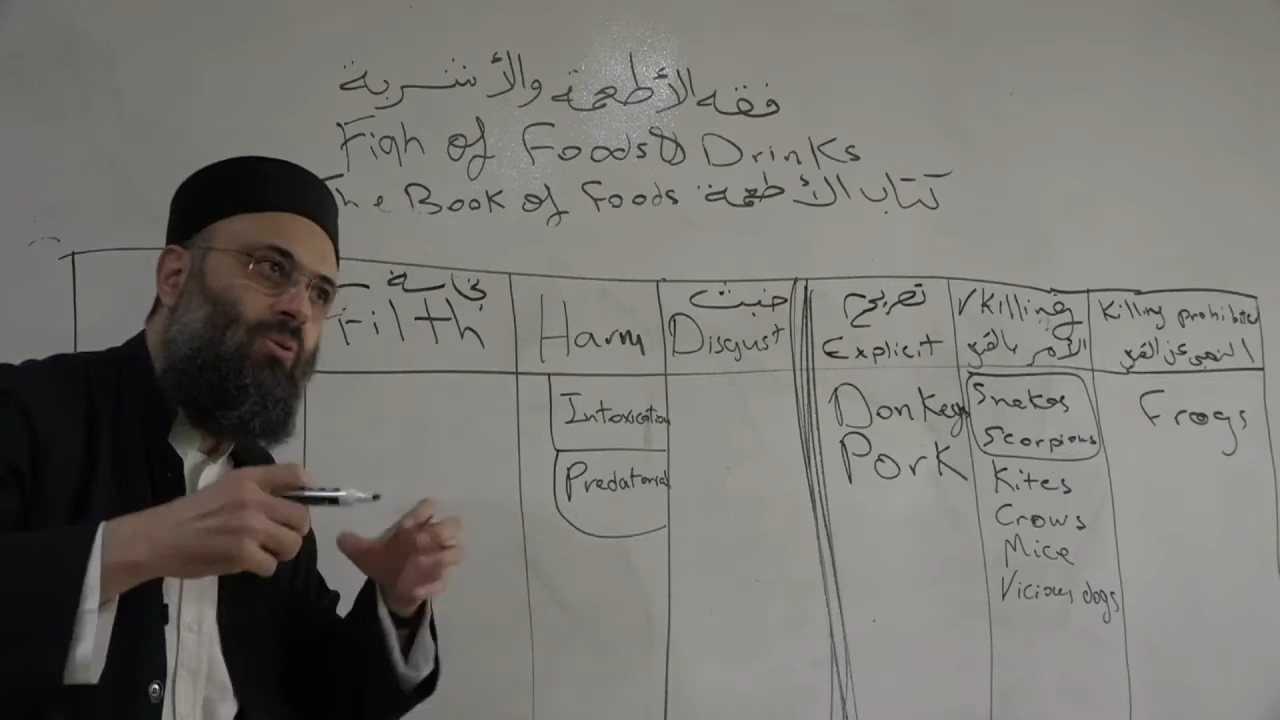 فقه الأطعمة والأشربة
Fiqh of Foods & Drinks
The Book of Foods كتاب الأطعمة
نجاسة
Filth
Harm
خبث
Disgust
تصريح
Explicit
killing
الأمر بالقتل
Killing prohibite
النهي عن القتل
Intoxication
Predatorial
Donkeys
Pork
Snakes
Scorpions
Kites
Crows
Mice
Vicious dogs
Frogs